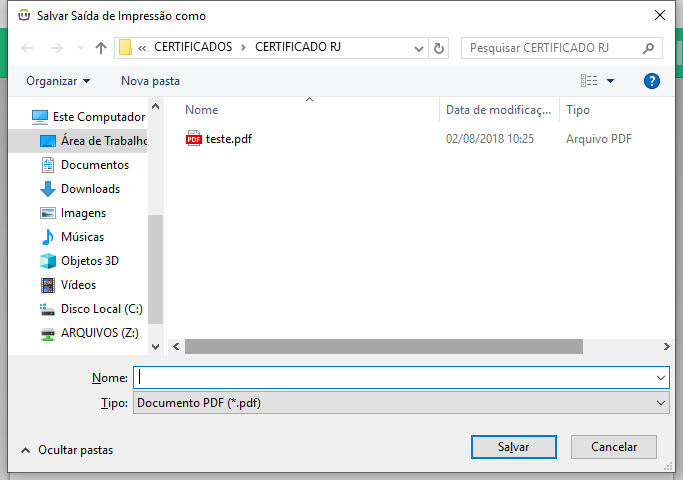 Salvar Saída de Impressão como
« CERTIFICADOS > CERTIFICADO RJ
Pesquisar CERTIFICADO RJ
Organizar
Nova pasta
?
Nome
Data de modificaç...
Tipo
Este Computador
Área de Trabalho
Documentos
Downloads
Imagens
Músicas
Objetos 3D
Vídeos
Disco Local (C:)
ARQUIVOS (Z:)
PDF teste.pdf
02/08/2018 10:25
Arquivo PDF
Nome:
Tipo: Documento PDF (*.pdf)
Ocultar pastas
Salvar
Cancelar